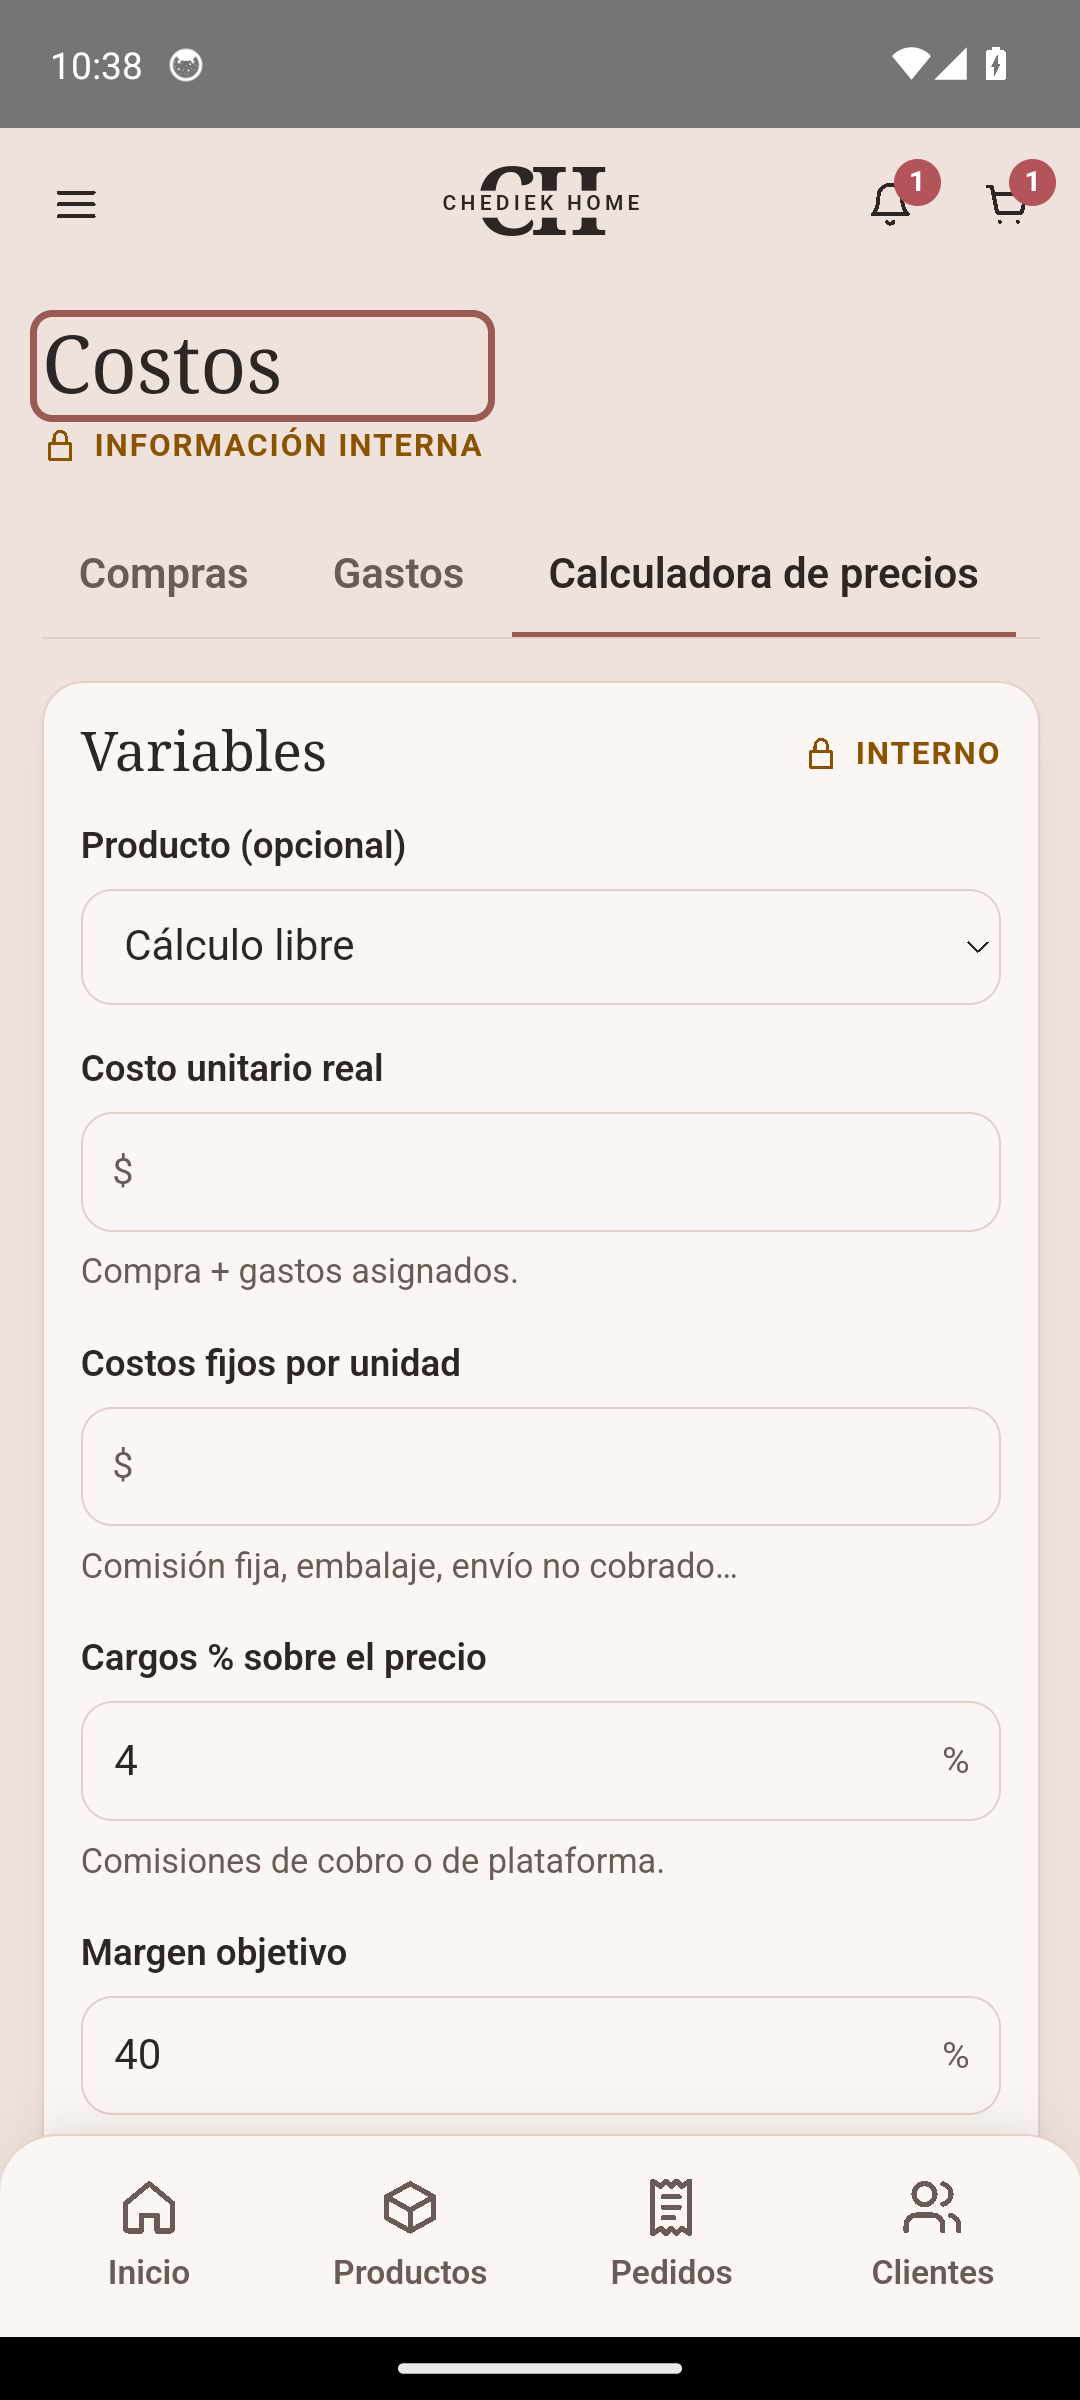 10:38
CH
CHEDIEK HOME
1
1
Costos
INFORMACIÓN INTERNA
Compras
Gastos
Calculadora de precios
Variables
INTERNO
Producto (opcional)
Cálculo libre
Costo unitario real
$
Compra + gastos asignados.
Costos fijos por unidad
$
Comisión fija, embalaje, envío no cobrado…
Cargos % sobre el precio
4 %
Comisiones de cobro o de plataforma.
Margen objetivo
40 %
Inicio
Productos
Pedidos
Clientes